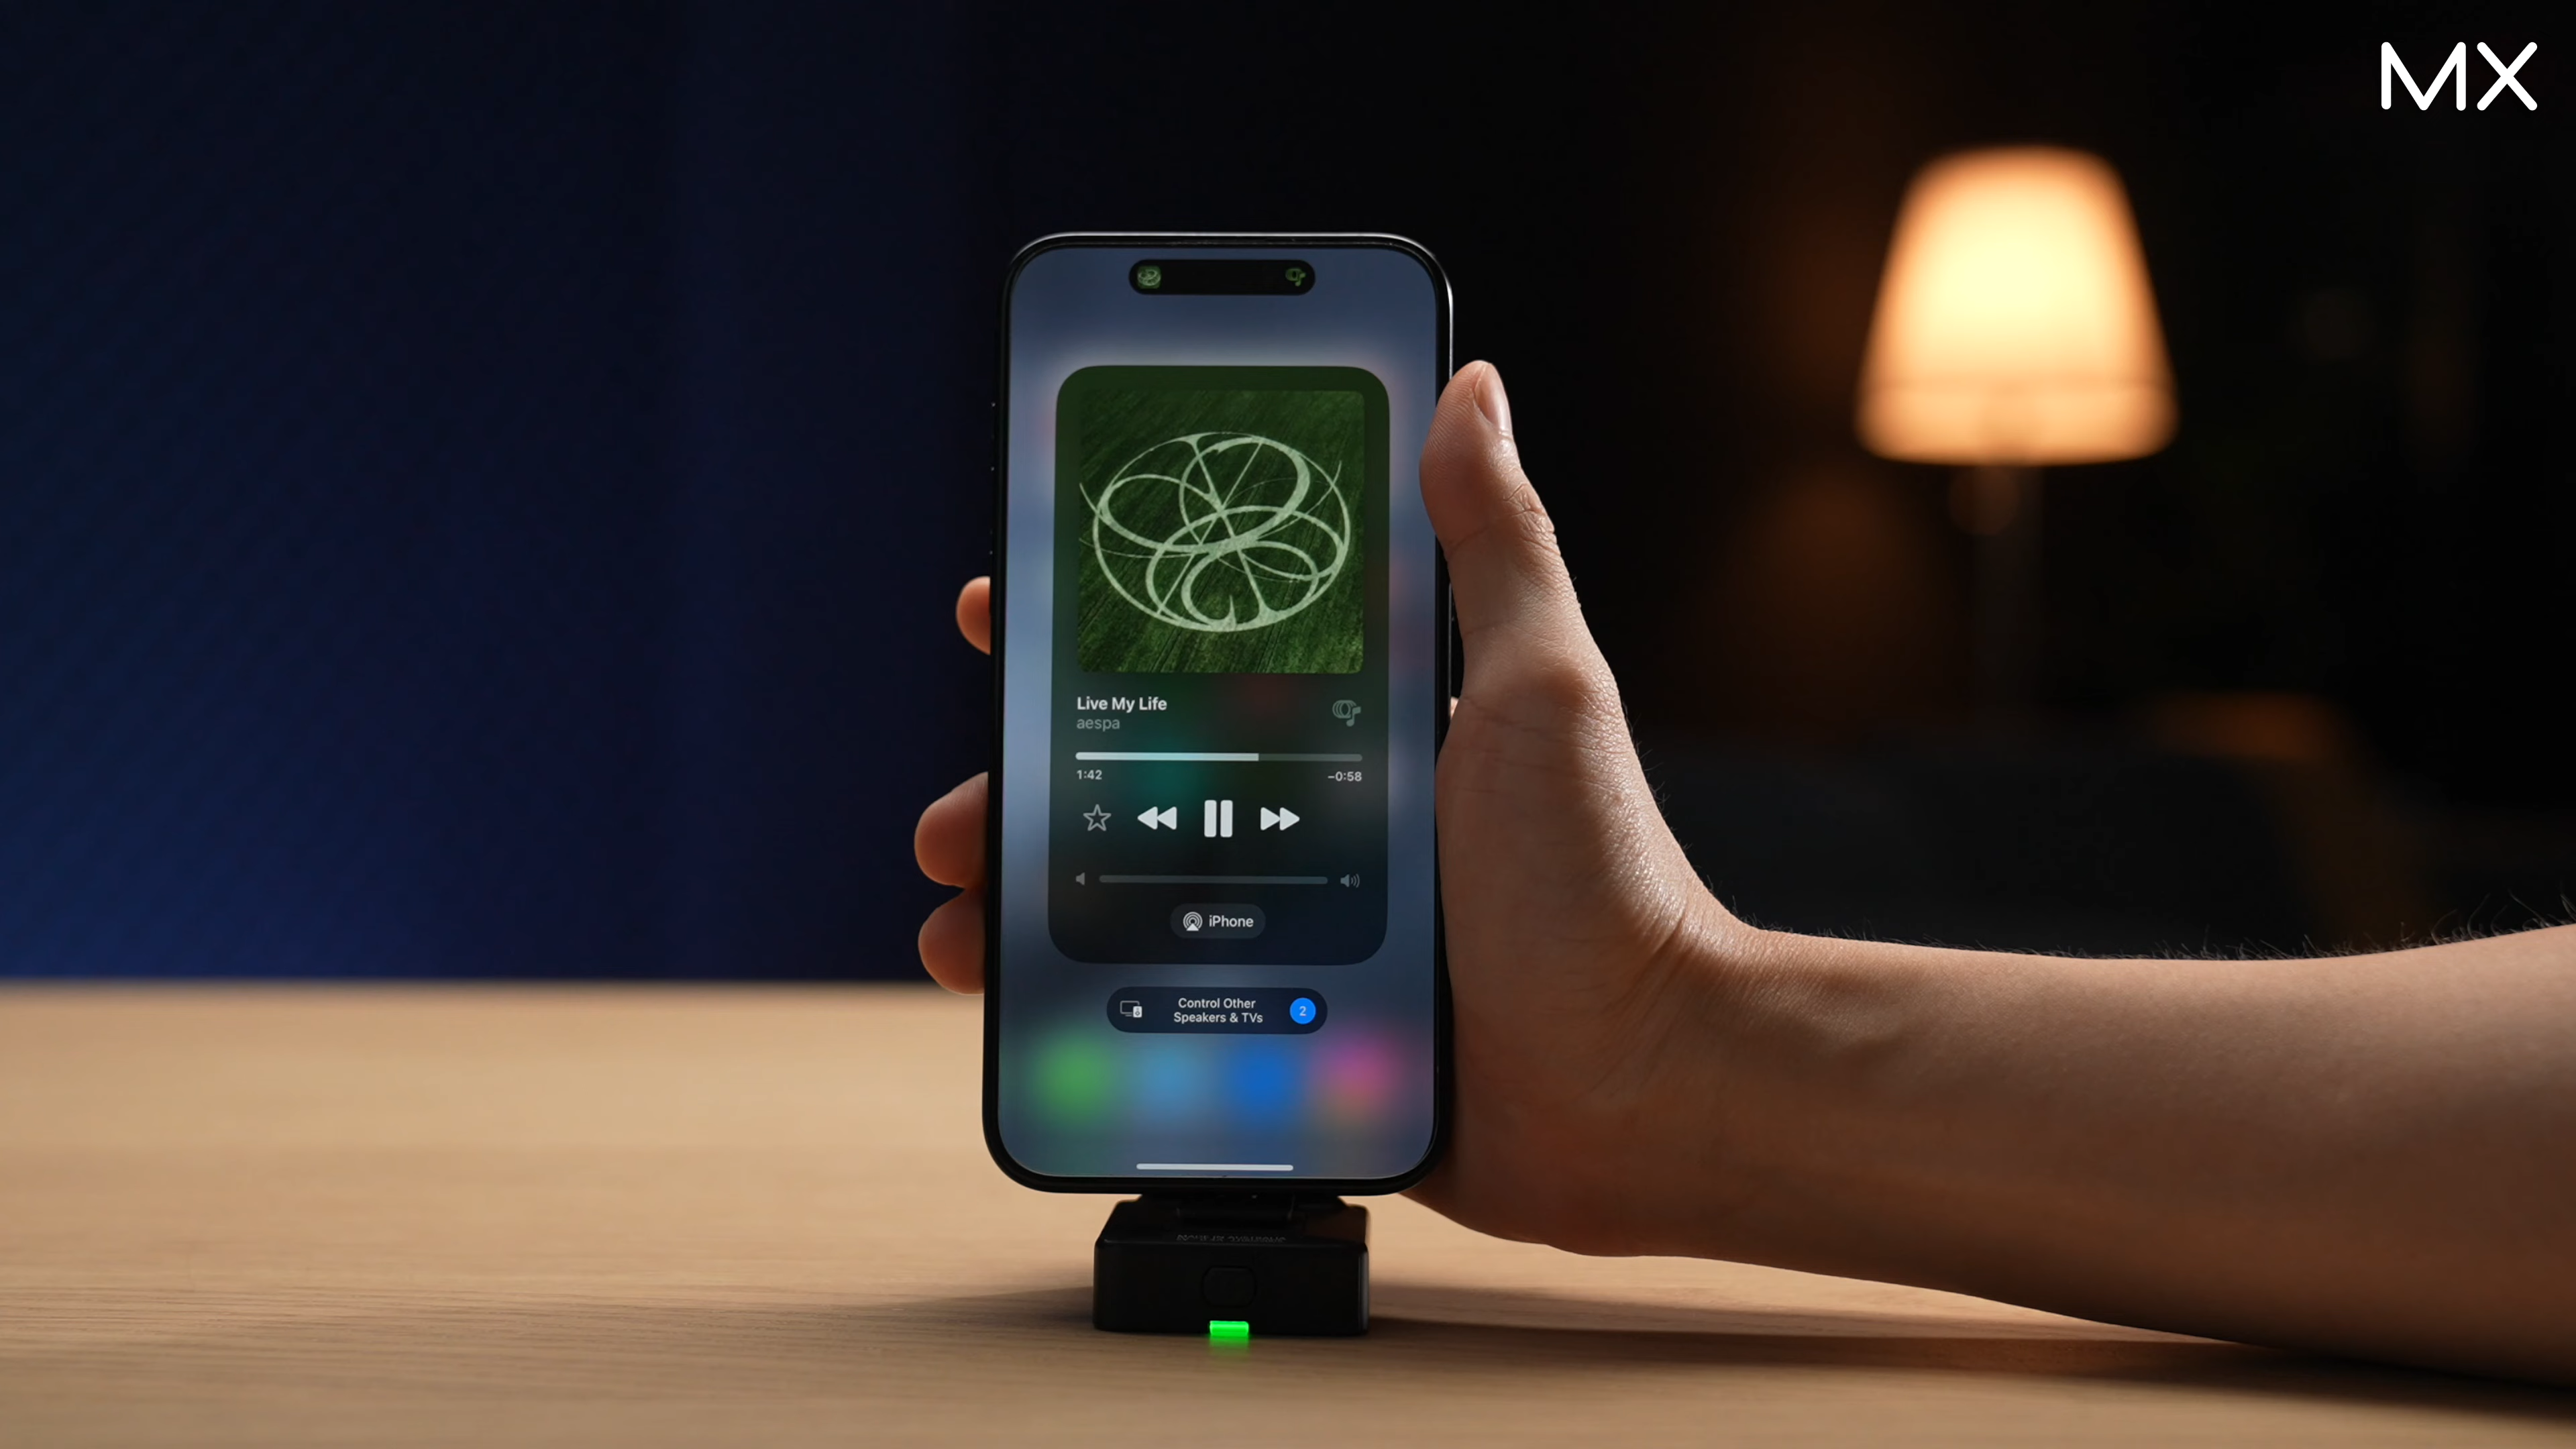 MX
Live My Life
aespa
1:42
-0:58
iPhone
Control Other
Speakers & TVs
2